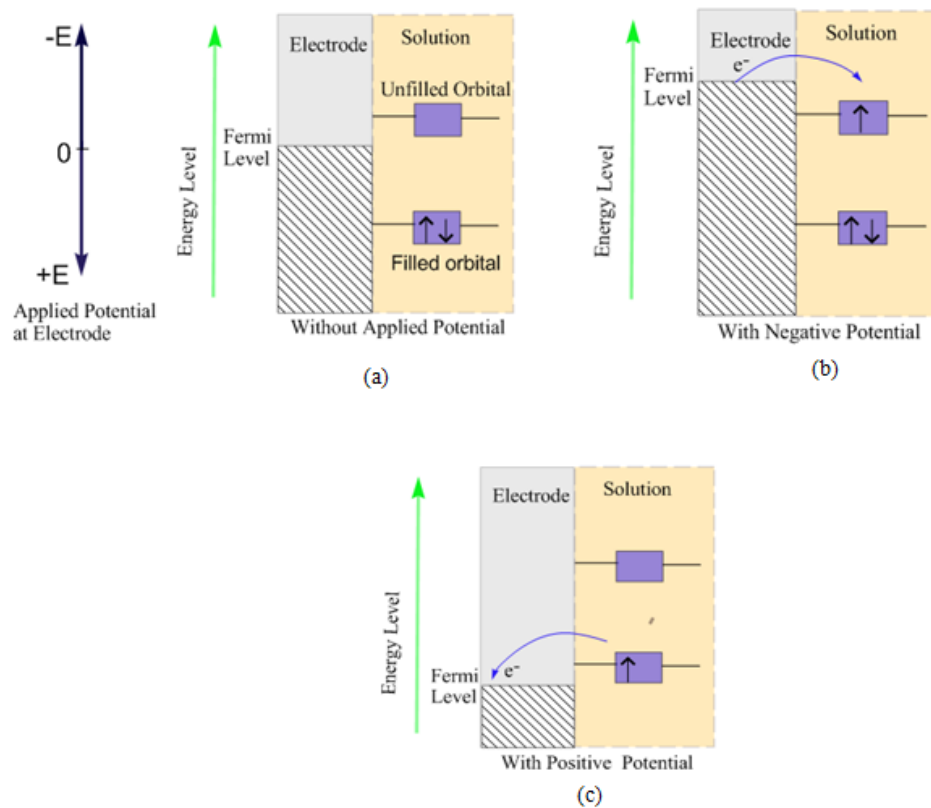 -E
0
+E
Applied Potential
at Electrode
Energy Level
Fermi
Level
Electrode
Solution
Unfilled Orbital
Filled orbital
Without Applied Potential
(a)
Energy Level
Fermi
Level
Electrode
e-
Solution
With Negative Potential
(b)
Energy Level
Fermi
Level
Electrode
Solution
e-
With Positive Potential
(c)